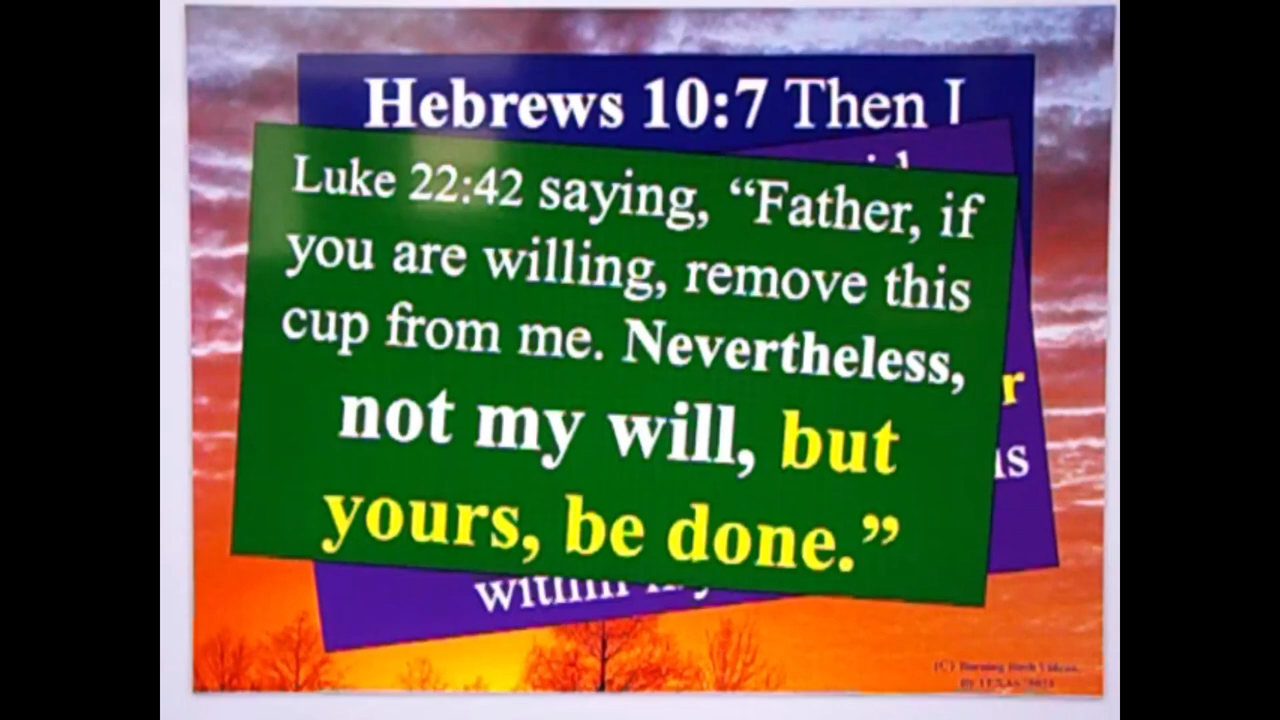 Hebrews 10:7 Then I
Luke 22:42 saying, “Father, if
you are willing, remove this
cup from me. Nevertheless,
not my will, but
yours, be done.”
within